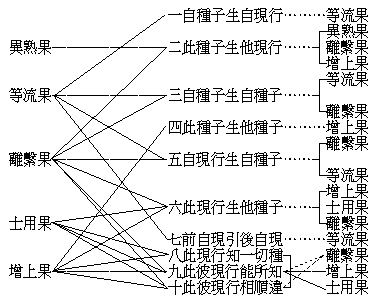 一自種子生自現行 等流果
異熟果
異熟果 二此種子生他現行 離繫果
增上果
等流果
等流果 三自種子生自種子
離繫果
四此種子生他種子 增上果
離繫果
離繫果 五自現行生自種子
等流果
增上果
六此現行生他種子 士用果
離繫果
士用果
七前自現引後自現 等流果
八此現行知一切種 離繫果
增上果 九此彼現行能所知 增上果
十此彼現行相順違 士用果